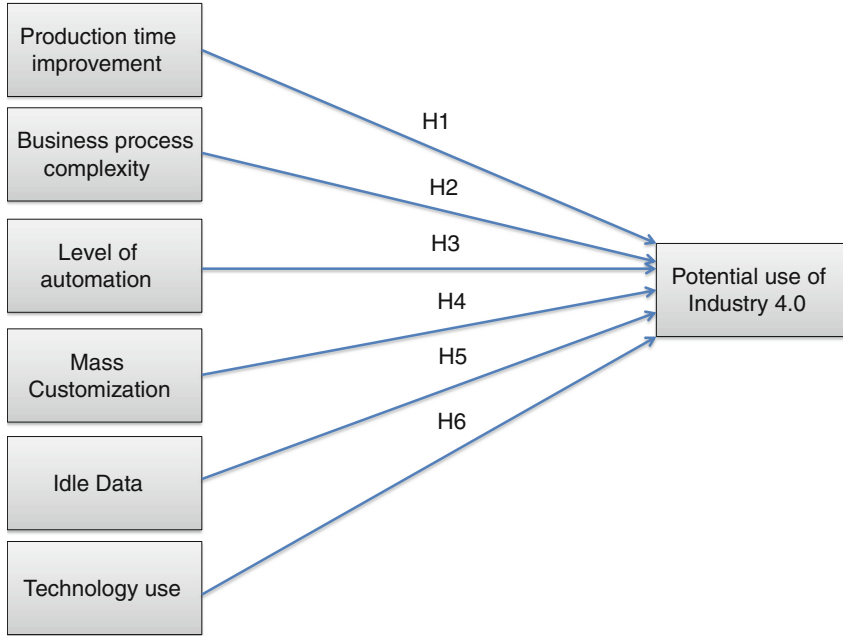 Production time
improvement
H1
Business process
complexity
H2
Level of
automation
H3
Potential use of
Industry 4.0
Mass
Customization
H4
Idle Data
H5
Technology use
H6